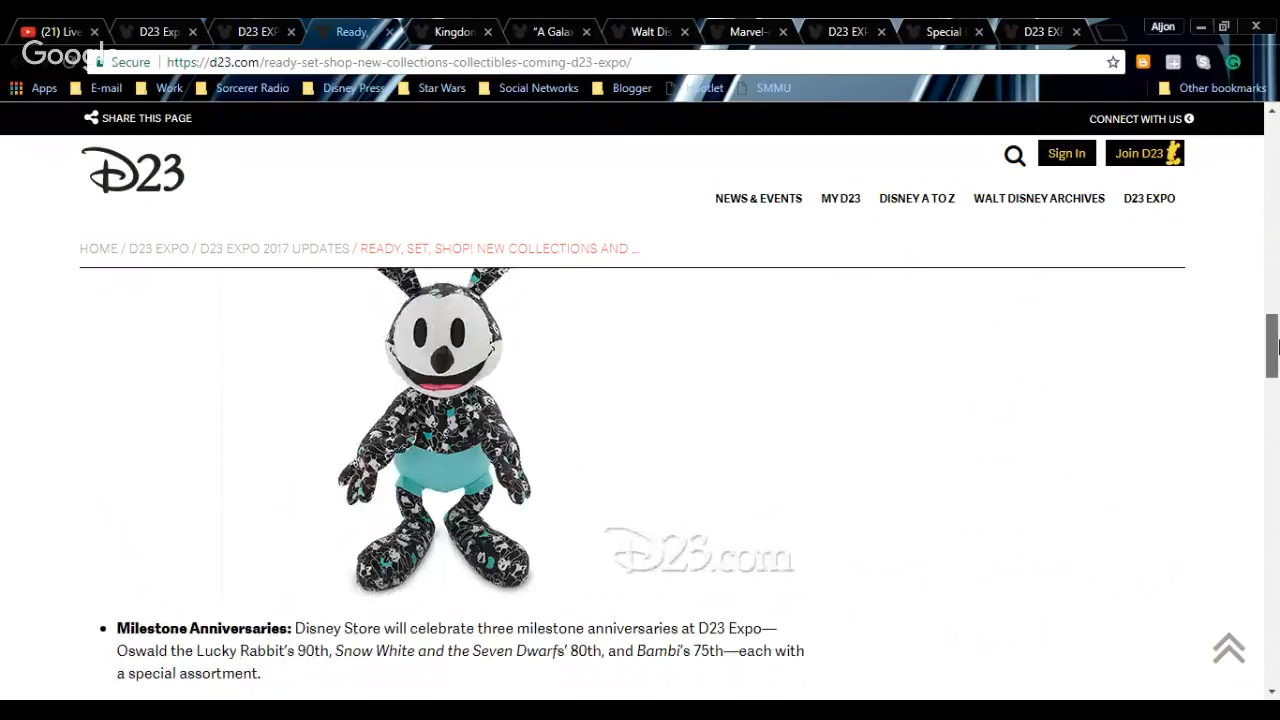 (21) Live
D23 Exp
D23 EXP
Ready,
Kingdon
"A Gala
Walt Dis
Marvel-
D23 EXP
Special
D23 EXP
Aljon
Google
Secure
https://d23.com/ready-set-shop-new-collections-collectibles-coming-d23-expo/
Apps
E-mail
Work
Sorcerer Radio
Disney Press
Star Wars
Social Networks
Blogger
SMMU
Other bookmarks
SHARE THIS PAGE
CONNECT WITH US
D23
Sign In
Join D23
NEWS & EVENTS
MY D23
DISNEY A TO Z
WALT DISNEY ARCHIVES
D23 EXPO
HOME / D23 EXPO / D23 EXPO 2017 UPDATES / READY, SET, SHOP! NEW COLLECTIONS AND ...
D23.com
• Milestone Anniversaries: Disney Store will celebrate three milestone anniversaries at D23 Expo—
Oswald the Lucky Rabbit's 90th, Snow White and the Seven Dwarfs' 80th, and Bambi's 75th—each with
a special assortment.